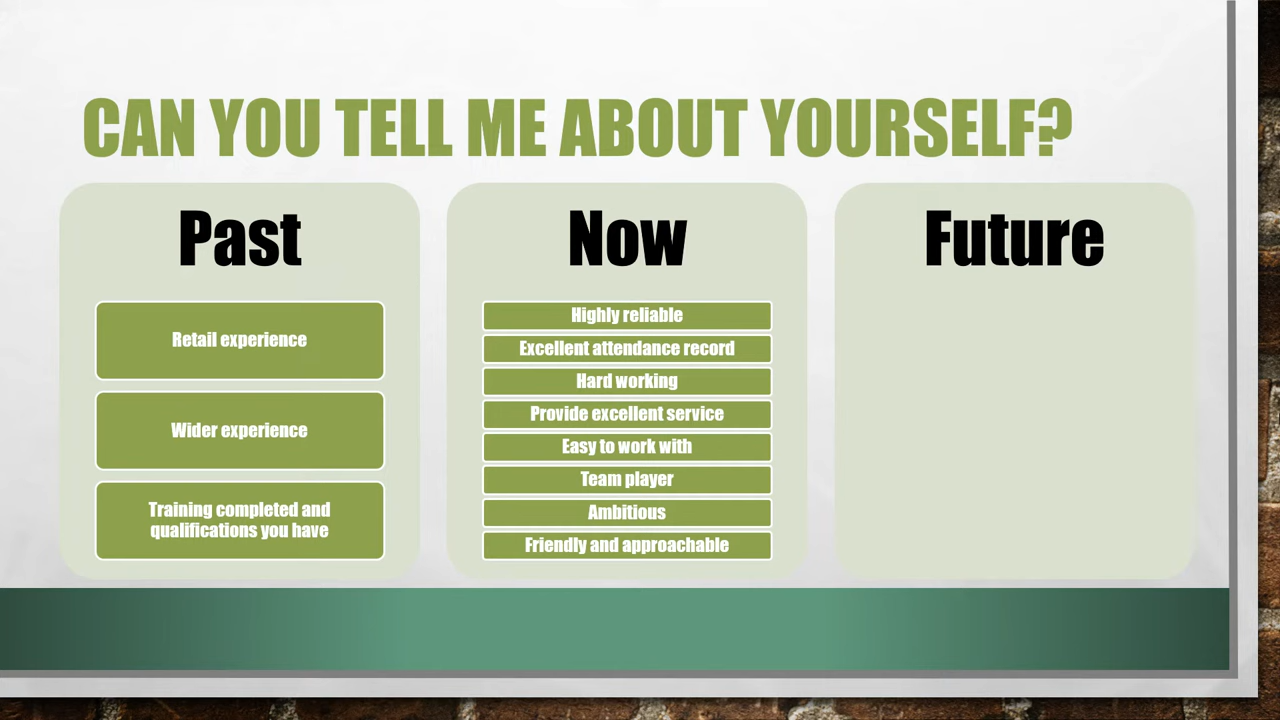 CAN YOU TELL ME ABOUT YOURSELF?
Past
Retail experience
Wider experience
Training completed and
qualifications you have
Now
Highly reliable
Excellent attendance record
Hard working
Provide excellent service
Easy to work with
Team player
Ambitious
Friendly and approachable
Future